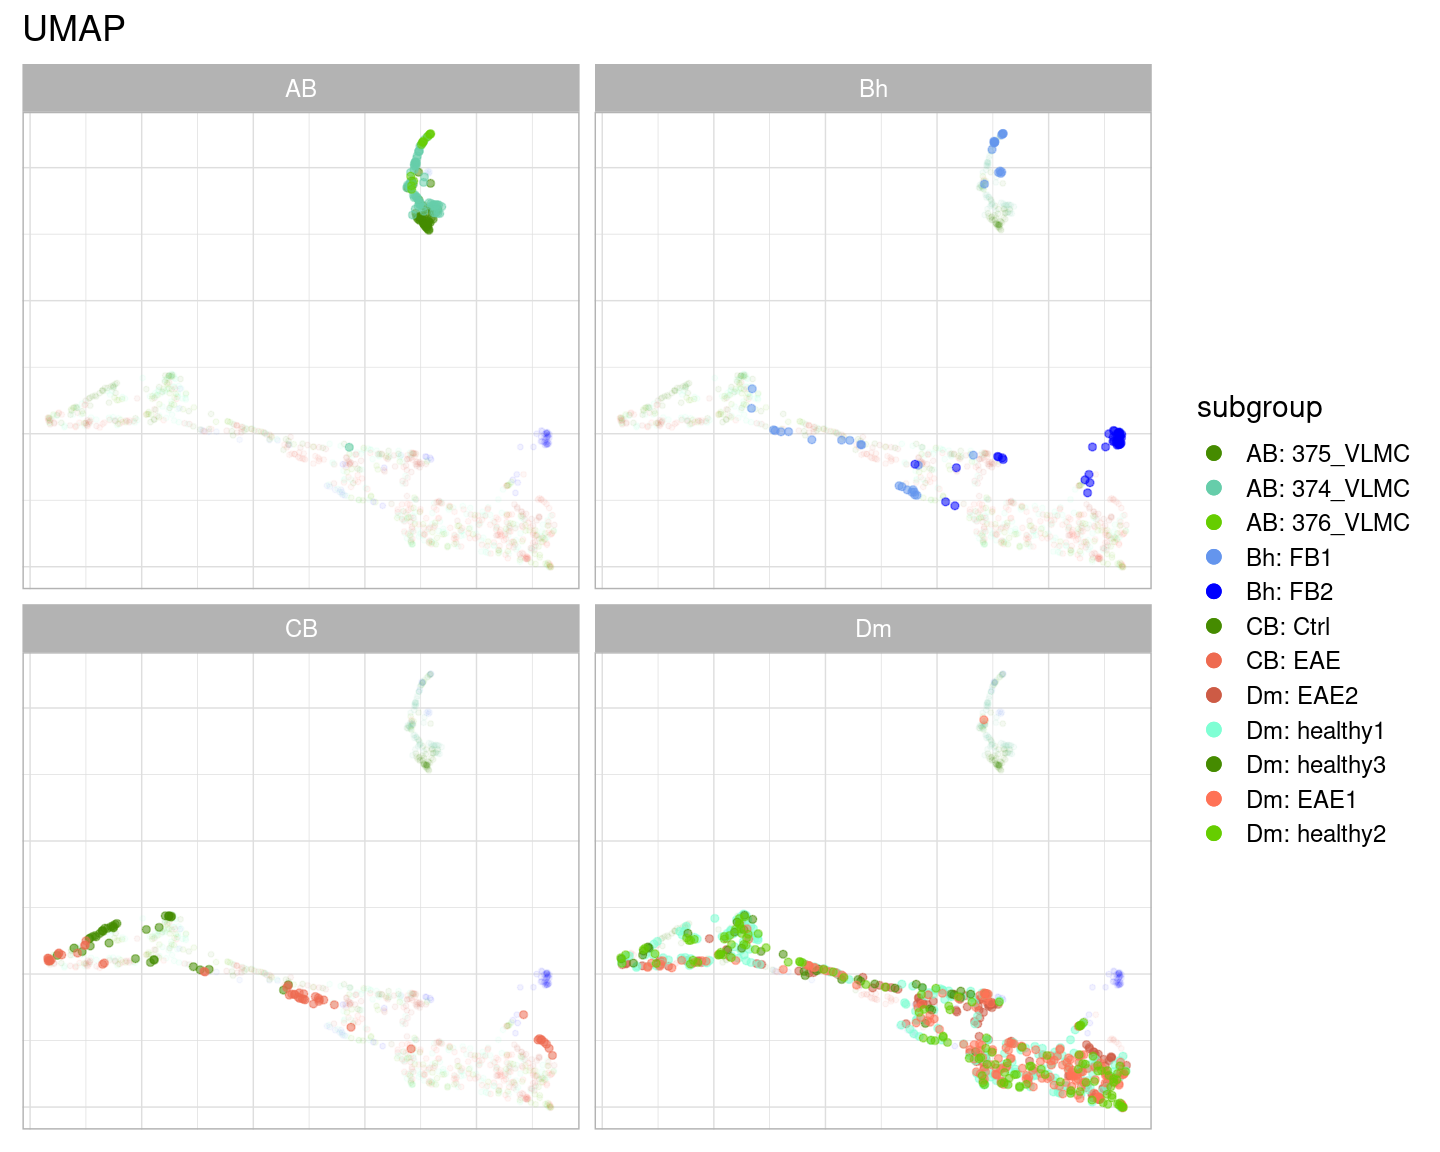 UMAP
AB
Bh
CB
Dm
subgroup
AB: 375_VLMC
AB: 374_VLMC
AB: 376_VLMC
Bh: FB1
Bh: FB2
CB: Ctrl
CB: EAE
Dm: EAE2
Dm: healthy1
Dm: healthy3
Dm: EAE1
Dm: healthy2